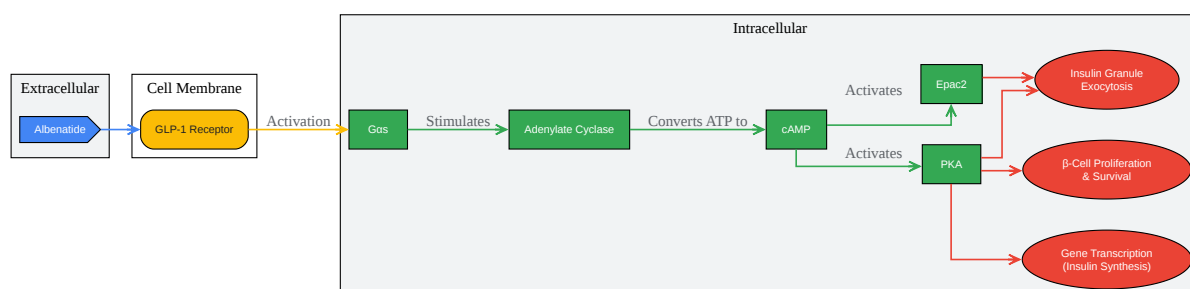 Intracellular
Extracellular
Cell Membrane
Albenatide
GLP-1 Receptor
Activation
Gαs
Stimulates
Adenylate Cyclase
Converts ATP to
cAMP
Activates
Epac2
Activates
PKA
Insulin Granule
Exocytosis
β-Cell Proliferation
& Survival
Gene Transcription
(Insulin Synthesis)